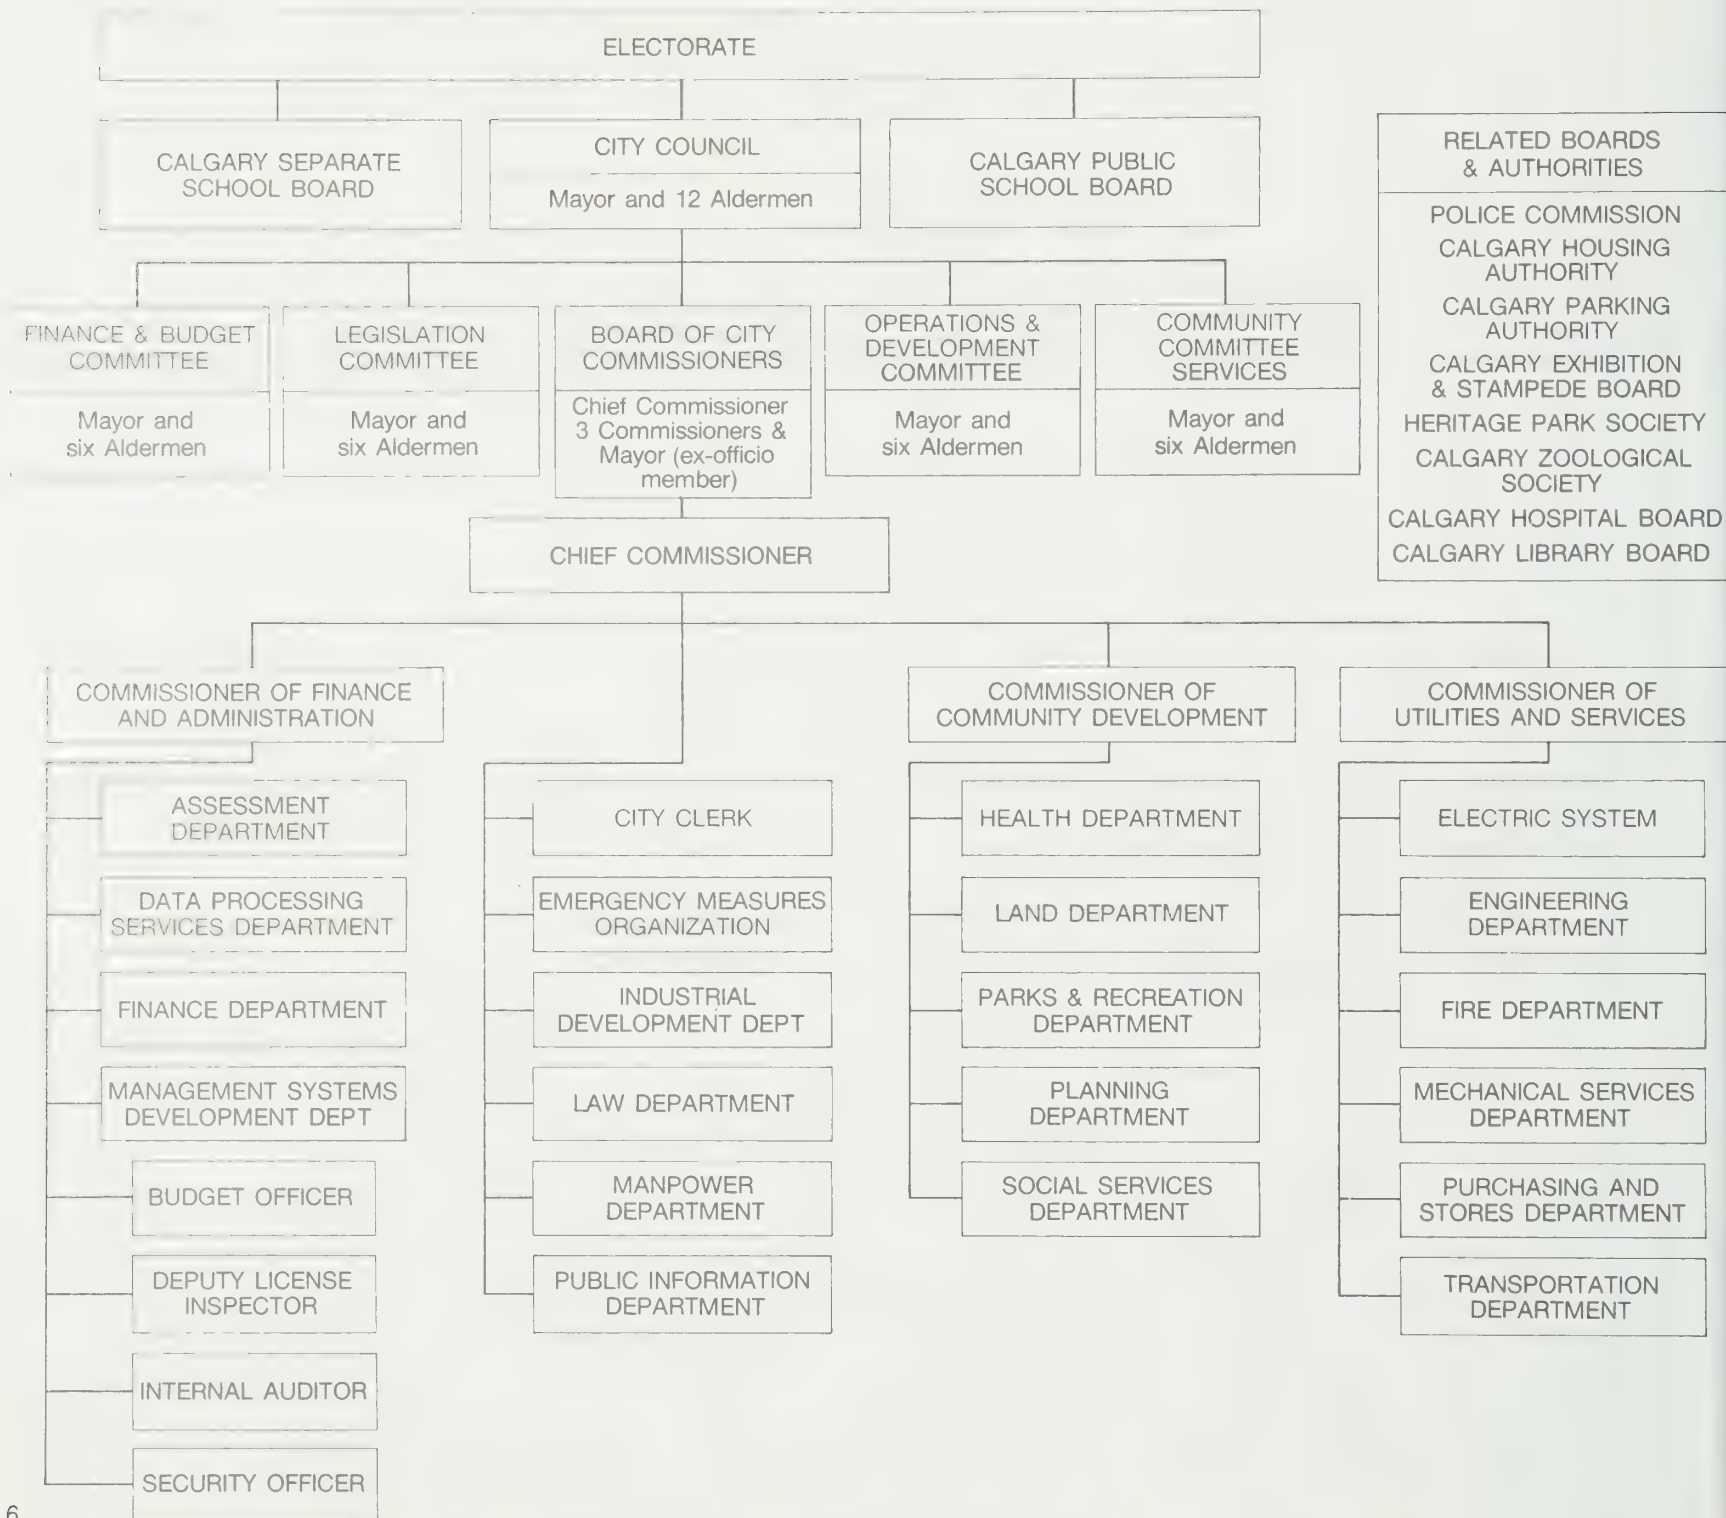 ELECTORATE
CALGARY SEPARATE
SCHOOL BOARD
CITY COUNCIL
Mayor and 12 Aldermen
CALGARY PUBLIC
SCHOOL BOARD
RELATED BOARDS
& AUTHORITIES
POLICE COMMISSION
CALGARY HOUSING
AUTHORITY
CALGARY PARKING
AUTHORITY
CALGARY EXHIBITION
& STAMPEDE BOARD
HERITAGE PARK SOCIETY
CALGARY ZOOLOGICAL
SOCIETY
CALGARY HOSPITAL BOARD
CALGARY LIBRARY BOARD
FINANCE & BUDGET
COMMITTEE
Mayor and
six Aldermen
LEGISLATION
COMMITTEE
Mayor and
six Aldermen
BOARD OF CITY
COMMISSIONERS
Chief Commissioner
3 Commissioners &
Mayor (ex-officio
member)
OPERATIONS &
DEVELOPMENT
COMMITTEE
Mayor and
six Aldermen
COMMUNITY
COMMITTEE
SERVICES
Mayor and
six Aldermen
CHIEF COMMISSIONER
COMMISSIONER OF FINANCE
AND ADMINISTRATION
ASSESSMENT
DEPARTMENT
DATA PROCESSING
SERVICES DEPARTMENT
FINANCE DEPARTMENT
MANAGEMENT SYSTEMS
DEVELOPMENT DEPT
BUDGET OFFICER
DEPUTY LICENSE
INSPECTOR
INTERNAL AUDITOR
SECURITY OFFICER
CITY CLERK
EMERGENCY MEASURES
ORGANIZATION
INDUSTRIAL
DEVELOPMENT DEPT
LAW DEPARTMENT
MANPOWER
DEPARTMENT
PUBLIC INFORMATION
DEPARTMENT
COMMISSIONER OF
COMMUNITY DEVELOPMENT
HEALTH DEPARTMENT
LAND DEPARTMENT
PARKS & RECREATION
DEPARTMENT
PLANNING
DEPARTMENT
SOCIAL SERVICES
DEPARTMENT
COMMISSIONER OF
UTILITIES AND SERVICES
ELECTRIC SYSTEM
ENGINEERING
DEPARTMENT
FIRE DEPARTMENT
MECHANICAL SERVICES
DEPARTMENT
PURCHASING AND
STORES DEPARTMENT
TRANSPORTATION
DEPARTMENT
6